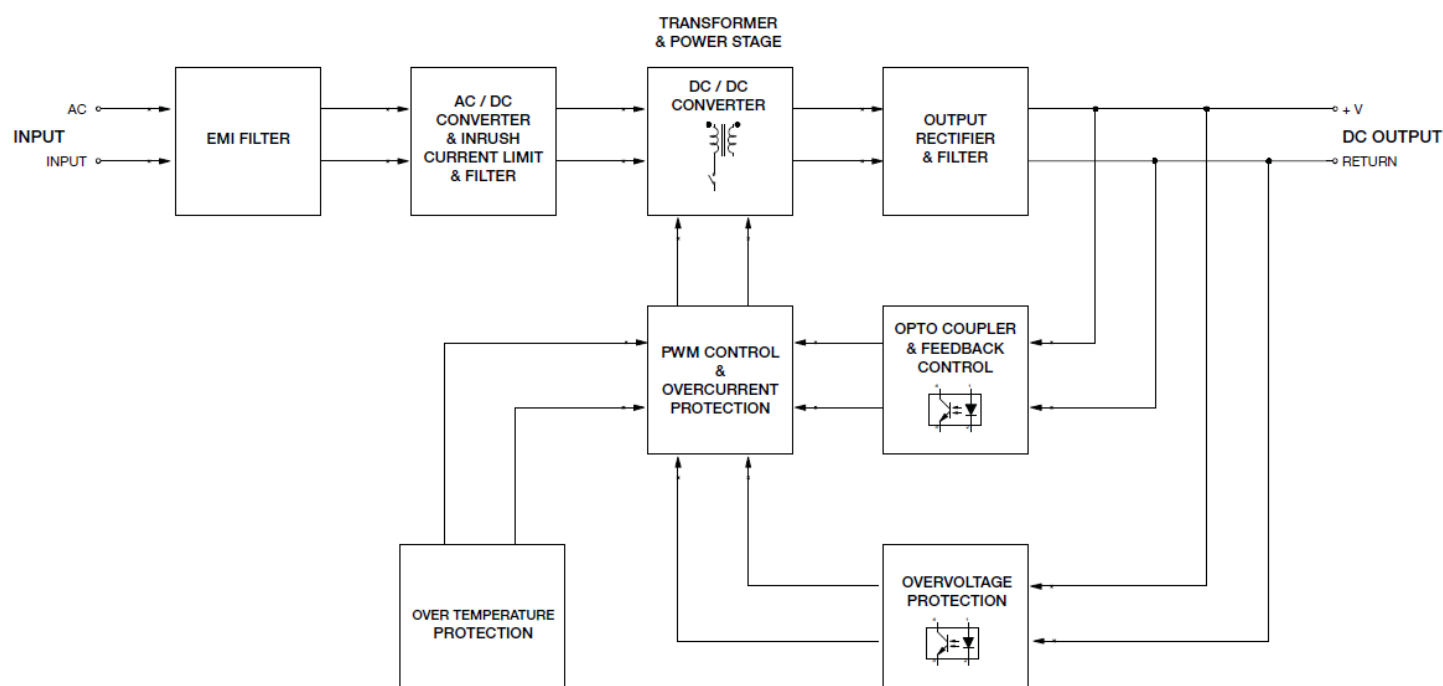 TRANSFORMER
& POWER STAGE
AC
INPUT
INPUT
EMI FILTER
AC / DC
CONVERTER
& INRUSH
CURRENT LIMIT
& FILTER
DC / DC
CONVERTER
OUTPUT
RECTIFIER
& FILTER
+ V
DC OUTPUT
RETURN
PWM CONTROL
&
OVERCURRENT
PROTECTION
OPTO COUPLER
& FEEDBACK
CONTROL
OVER TEMPERATURE
PROTECTION
OVERVOLTAGE
PROTECTION